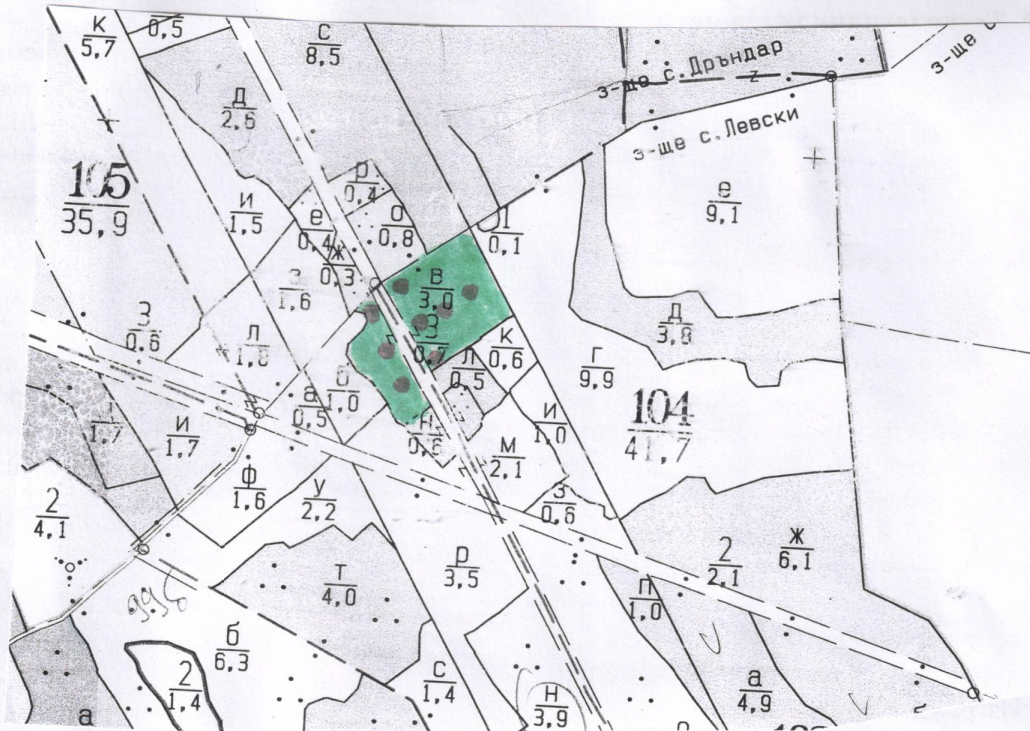 К
5,7
0,5
С
8,5
з-ще с. Дръндар
з-ще с
з-ще с. Левски
Д
2,6
105
35,9
И
1,5
р
0,4
е
0,4
а
0,8
ж
0,3
1
0,1
е
9,1
З
1,6
В
3,0
З
0,7
З
0,6
Л
К
0,6
Д
3,8
л
0,5
г
9,9
б
1,0
а
0,5
104
41,7
1,7
И
1,7
Н
0,6
И
1,0
М
2,1
ф
1,6
У
2,2
З
0,6
2
4,1
Р
3,5
2
2,1
Ж
6,1
Т
4,0
П
1,0
996
б
6,3
2
1,4
С
1,4
Н
3,9
а
4,9
а